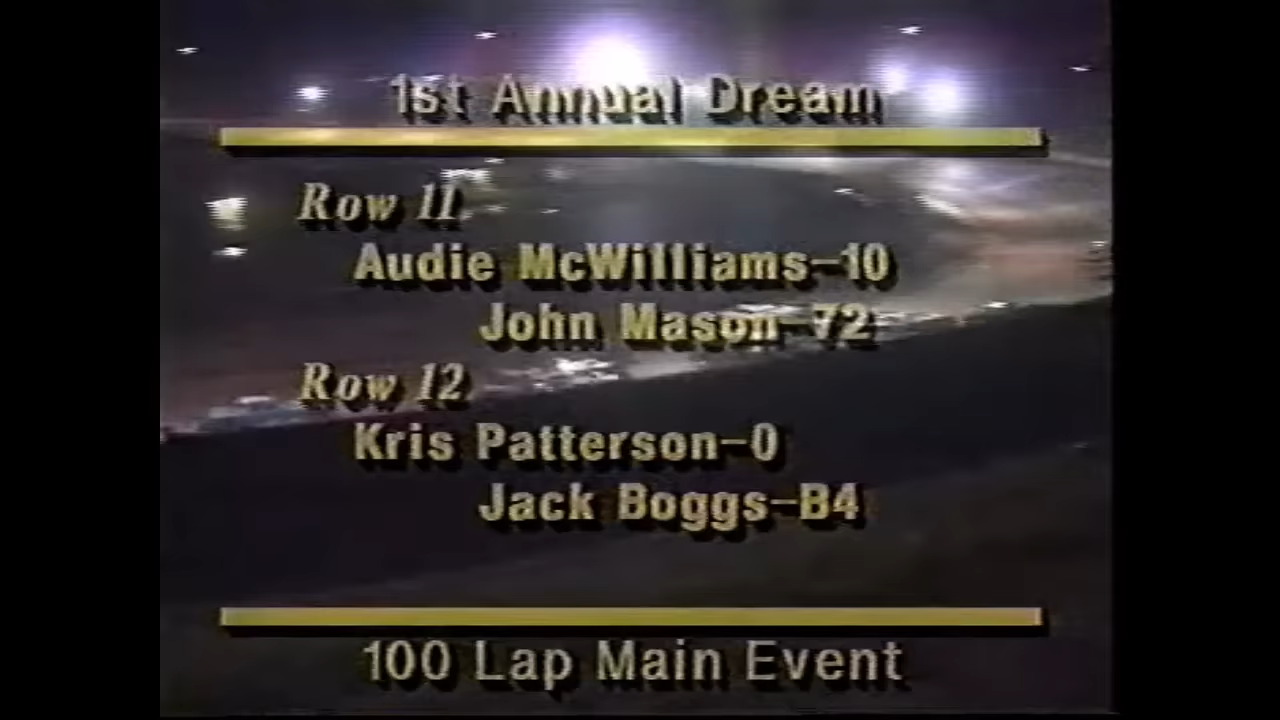 1st Annual Dream
Row 11
Audie McWilliams-10
John Mason-72
Row 12
Kris Patterson-0
Jack Boggs-B4
100 Lap Main Event